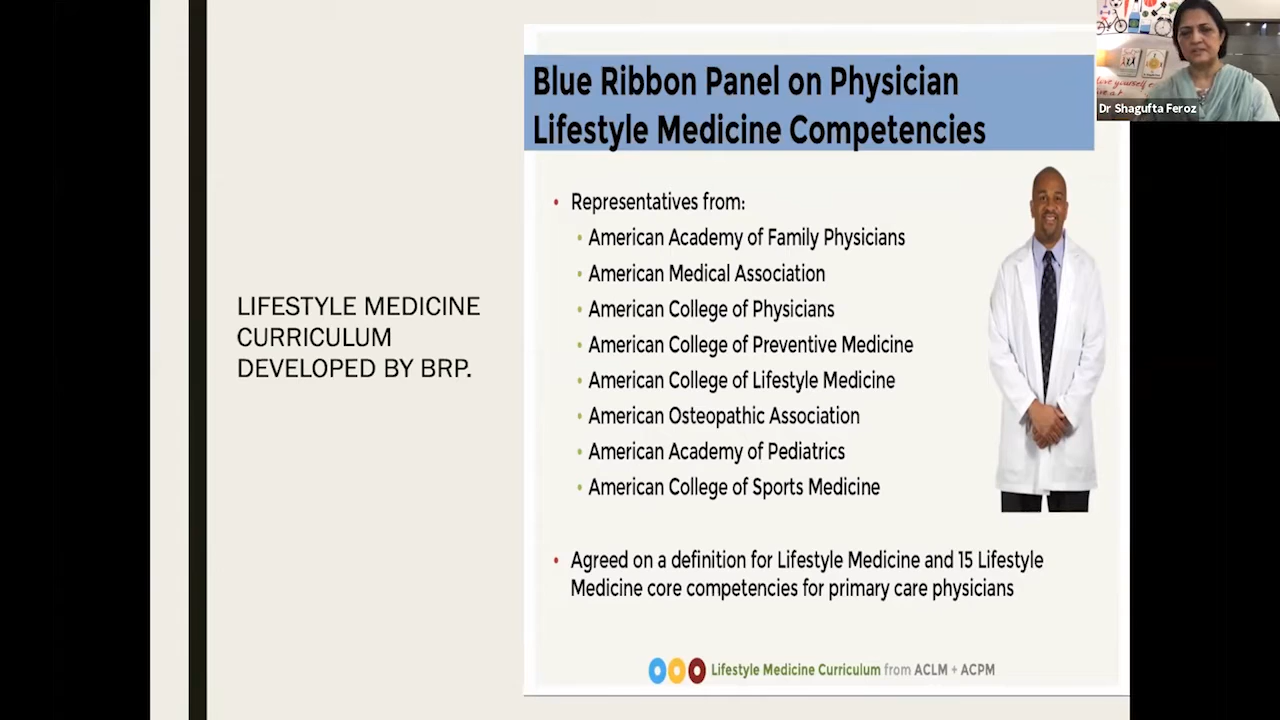 LIFESTYLE MEDICINE
CURRICULUM
DEVELOPED BY BRP.
Blue Ribbon Panel on Physician
Lifestyle Medicine Competencies
• Representatives from:
• American Academy of Family Physicians
• American Medical Association
• American College of Physicians
• American College of Preventive Medicine
• American College of Lifestyle Medicine
• American Osteopathic Association
• American Academy of Pediatrics
• American College of Sports Medicine
• Agreed on a definition for Lifestyle Medicine and 15 Lifestyle
Medicine core competencies for primary care physicians
Lifestyle Medicine Curriculum from ACLM + ACPM
Dr Shagufta Feroz